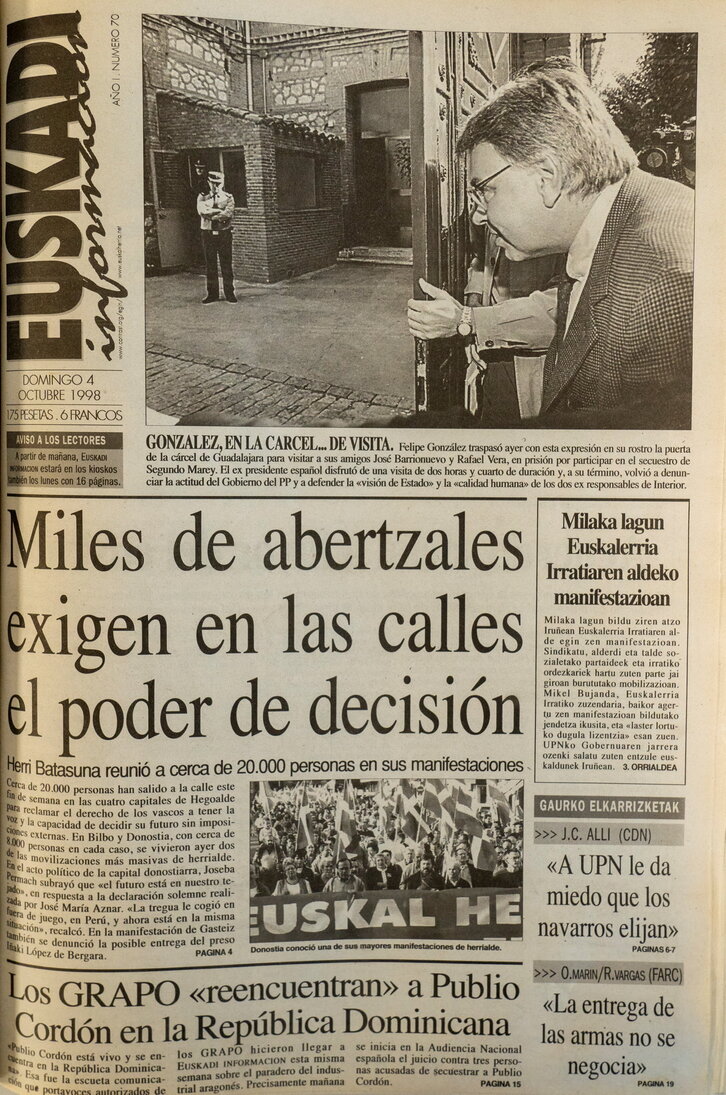 EUSKADI
información
AÑO I. NUMERO 70
DOMINGO 4
OCTUBRE 1998
175 PESETAS . 6 FRANCOS
AVISO A LOS LECTORES
A partir de mañana, EUSKADI
INFORMACION estará en los kioskos
también los lunes con 16 páginas.
GONZALEZ, EN LA CARCEL... DE VISITA. Felipe González traspasó ayer con esta expresión en su rostro la puerta
de la cárcel de Guadalajara para visitar a sus amigos José Barrionuevo y Rafael Vera, en prisión por participar en el secuestro de
Segundo Marey. El ex presidente español disfrutó de una visita de dos horas y cuarto de duración y, a su término, volvió a denun-
ciar la actitud del Gobierno del PP y a defender la «visión de Estado» y la «calidad humana» de los dos ex responsables de Interior.
Miles de abertzales
exigen en las calles
el poder de decisión
Herri Batasuna reunió a cerca de 20.000 personas en sus manifestaciones
Cerca de 20.000 personas han salido a la calle este
fin de semana en las cuatro capitales de Hegoalde
para reclamar el derecho de los vascos a tener la
voz y la capacidad de decidir su futuro sin imposi-
ciones externas. En Bilbo y Donostia, con cerca de
8.000 personas en cada caso, se vivieron ayer dos
de las movilizaciones más masivas de herrialde.
En el acto político de la capital donostiarra, Joseba
Permach subrayó que «el futuro está en nuestro te-
jado», en respuesta a la declaración solemne reali-
zada por José María Aznar. «La tregua le cogió en
fuera de juego, en Perú, y ahora está en la misma
situación», recalcó. En la manifestación de Gasteiz
también se denunció la posible entrega del preso
Iñaki López de Bergara.
PAGINA 4
EUSKAL HE
Donostia conoció una de sus mayores manifestaciones de herrialde.
Milaka lagun
Euskalerria
Irratiaren aldeko
manifestazioan
Milaka lagun bildu ziren atzo
Iruñean Euskalerria Irratiaren al-
de egin zen manifestazioan.
Sindikatu, alderdi eta talde so-
zialetako partaideek eta irratiko
ordezkariek hartu zuten parte jai
giroan burututako mobilizazioan.
Mikel Bujanda, Euskalerria
Irratiko zuzendaria, baikor ager-
tu zen manifestazioan bildutako
jendetza ikusita, eta «laster lortu-
ko dugula lizentzia» esan zuen.
UPNko Gobernuaren jarrera
ozenki salatu zuten entzule eus-
kaldunek Iruñean. 3. ORRIALDEA
GAURKO ELKARRIZKETAK
>>> J.C. ALLI (CDN)
«A UPN le da
miedo que los
navarros elijan»
PAGINAS 6-7
>>> O.MARIN/R.VARGAS (FARC)
«La entrega de
las armas no se
negocia»
PAGINA 19
Los GRAPO «reencuentran» a Publio
Cordón en la República Dominicana
«Publio Cordón está vivo y se en-
cuentra en la República Dominica-
na». Esa fue la escueta comunica-
ción que portavoces autorizados de
los GRAPO hicieron llegar a
EUSKADI INFORMACION esta misma
semana sobre el paradero del indus-
trial aragonés. Precisamente mañana
se inicia en la Audiencia Nacional
española el juicio contra tres perso-
nas acusadas de secuestrar a Publio
Cordón.
PAGINA 15